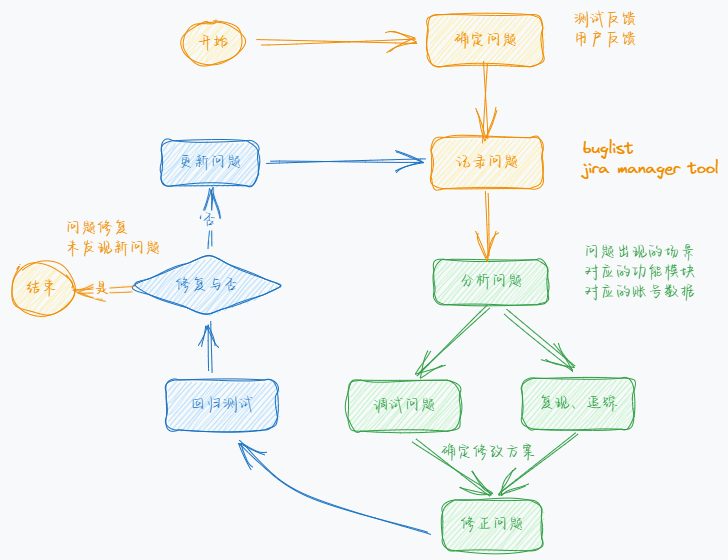 开始
确定问题
测试反馈
用户反馈
更新问题
记录问题
buglist
jira manager tool
否
问题修复
未发现新问题
结束
是
修复与否
分析问题
问题出现的场景
对应的功能模块
对应的账号数据
回归测试
调试问题
复现、追踪
确定修改方案
修正问题